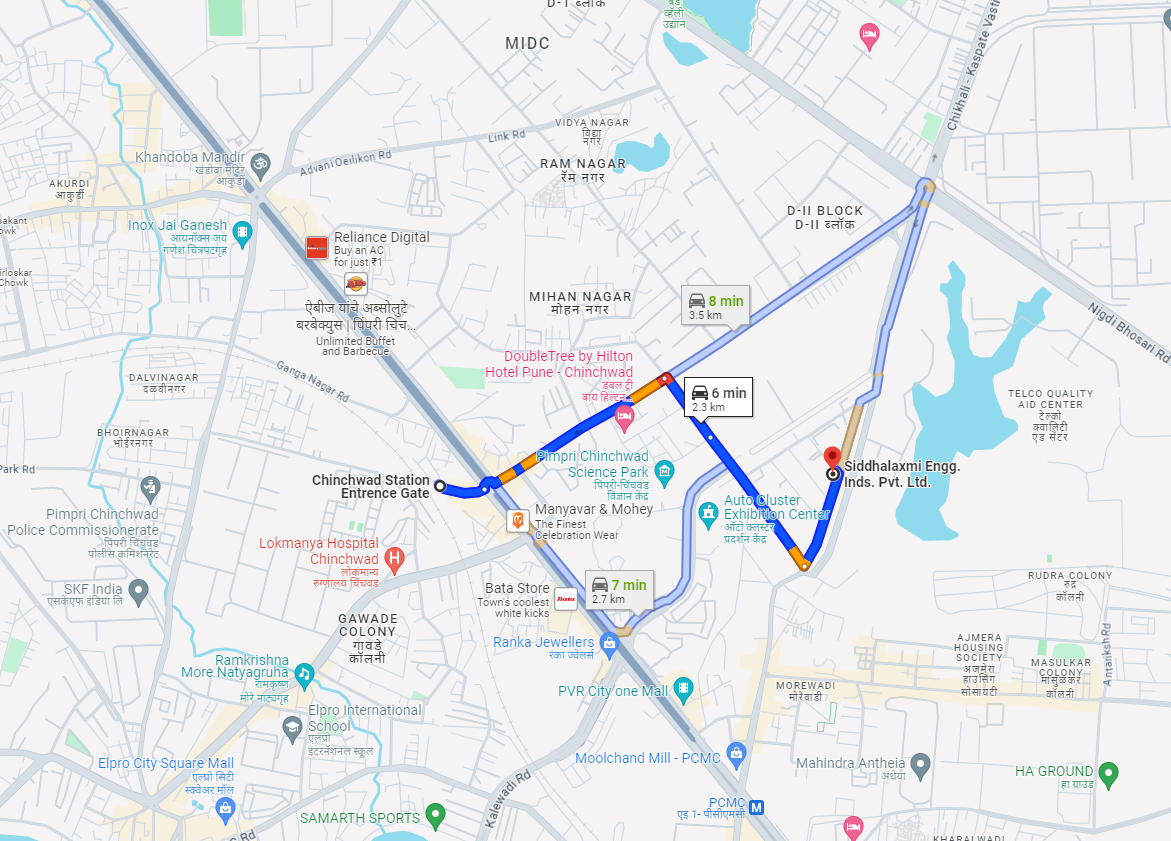 D-1 ब्लॉक
व्हॅली
उद्यान
MIDC
Chikhali - Kaspate Vasti
VIDYA NAGAR
विद्या
नगर
Link Rd
Khandoba Mandir
खंडोबा मंदिर
आकुर्डी
Advani Oerlikon Rd
RAM NAGAR
रॅम नगर
AKURDI
आकुर्डी
D-II BLOCK
D-II ब्लॉक
Inox Jai Ganesh
आयनॉक्स जय
गणेश चित्रपटगृह
Reliance Digital
Buy an AC
for just ₹1
ऐबीज यांचे अब्सोलुटे
बरबेक्युस | पिंपरी चिंच...
Unlimited Buffet
and Barbecue
MIHAN NAGAR
मोहन नगर
8 min
3.5 km
Nigdi Bhosari Rd
DoubleTree by Hilton
Hotel Pune - Chinchwad
डबल ट्री
बाय हिल्टन...
Ganga Nagar Rd
DALVINAGAR
दळवीनगर
6 min
2.3 km
TELCO QUALITY
AID CENTER
टेल्को
क्वालिटी
एड सेंटर
BHOIRNAGAR
भोईरनगर
Park Rd
Pimpri Chinchwad
Science Park
पिंपरी-चिंचवड
विज्ञान केंद्र
Siddhalaxmi Engg.
Inds. Pvt. Ltd.
Chinchwad Station
Entrence Gate
Pimpri Chinchwad
Police Commissionerate
पिंपरी चिंचवड
पोलीस कमिशनरेट
Manyavar & Mohey
The Finest
Celebration Wear
Auto Cluster
Exhibition Center
ऑटो क्लस्टर
प्रदर्शन केंद्र
Lokmanya Hospital
Chinchwad
लोकमान्य
रुग्णालय चिंचवड
SKF India
एसकेएफ इंडिया लि
Bata Store
Town's coolest
white kicks
Bata
7 min
2.7 km
RUDRA COLONY
रुद्र
कॉलनी
GAWADE
COLONY
गावडे
कॉलनी
Ranka Jewellers
रंका ज्वेलर्स
AJMERA
HOUSING
SOCIETY
अजमेरा
हाउसिंग
सोसायटी
MASULKAR
COLONY
मासुळकर
कॉलनी
Antariksh Rd
Ramkrishna
More Natyagruha
रामकृष्ण
मोरे नाट्यगृह
PVR City one Mall
MOREWADI
मोरेवाडी
Elpro International
School
एलप्रो
इंटरनॅशनल स्कूल
Elpro City Square Mall
एल्प्रो सिटी
स्क्वेअर मॉल
Moolchand Mill - PCMC
Mahindra Antheia
अंथेया
HA GROUND
हा ग्राउंड
Kalewadi Rd
PCMC
एइ 1- पीसीएमसी
SAMARTH SPORTS
KHARALWADI